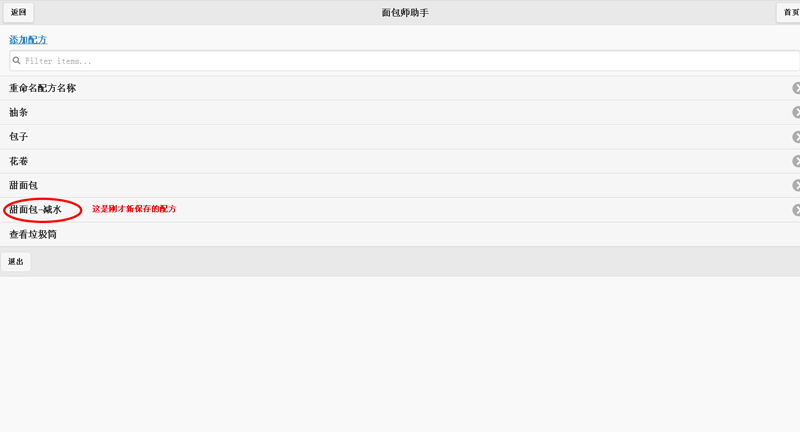 返回 面包师助手 首页
添加配方
Filter items...
重命名配方名称
油条
包子
花卷
甜面包
甜面包-减水 这是刚才新保存的配方
查看垃圾筒
退出